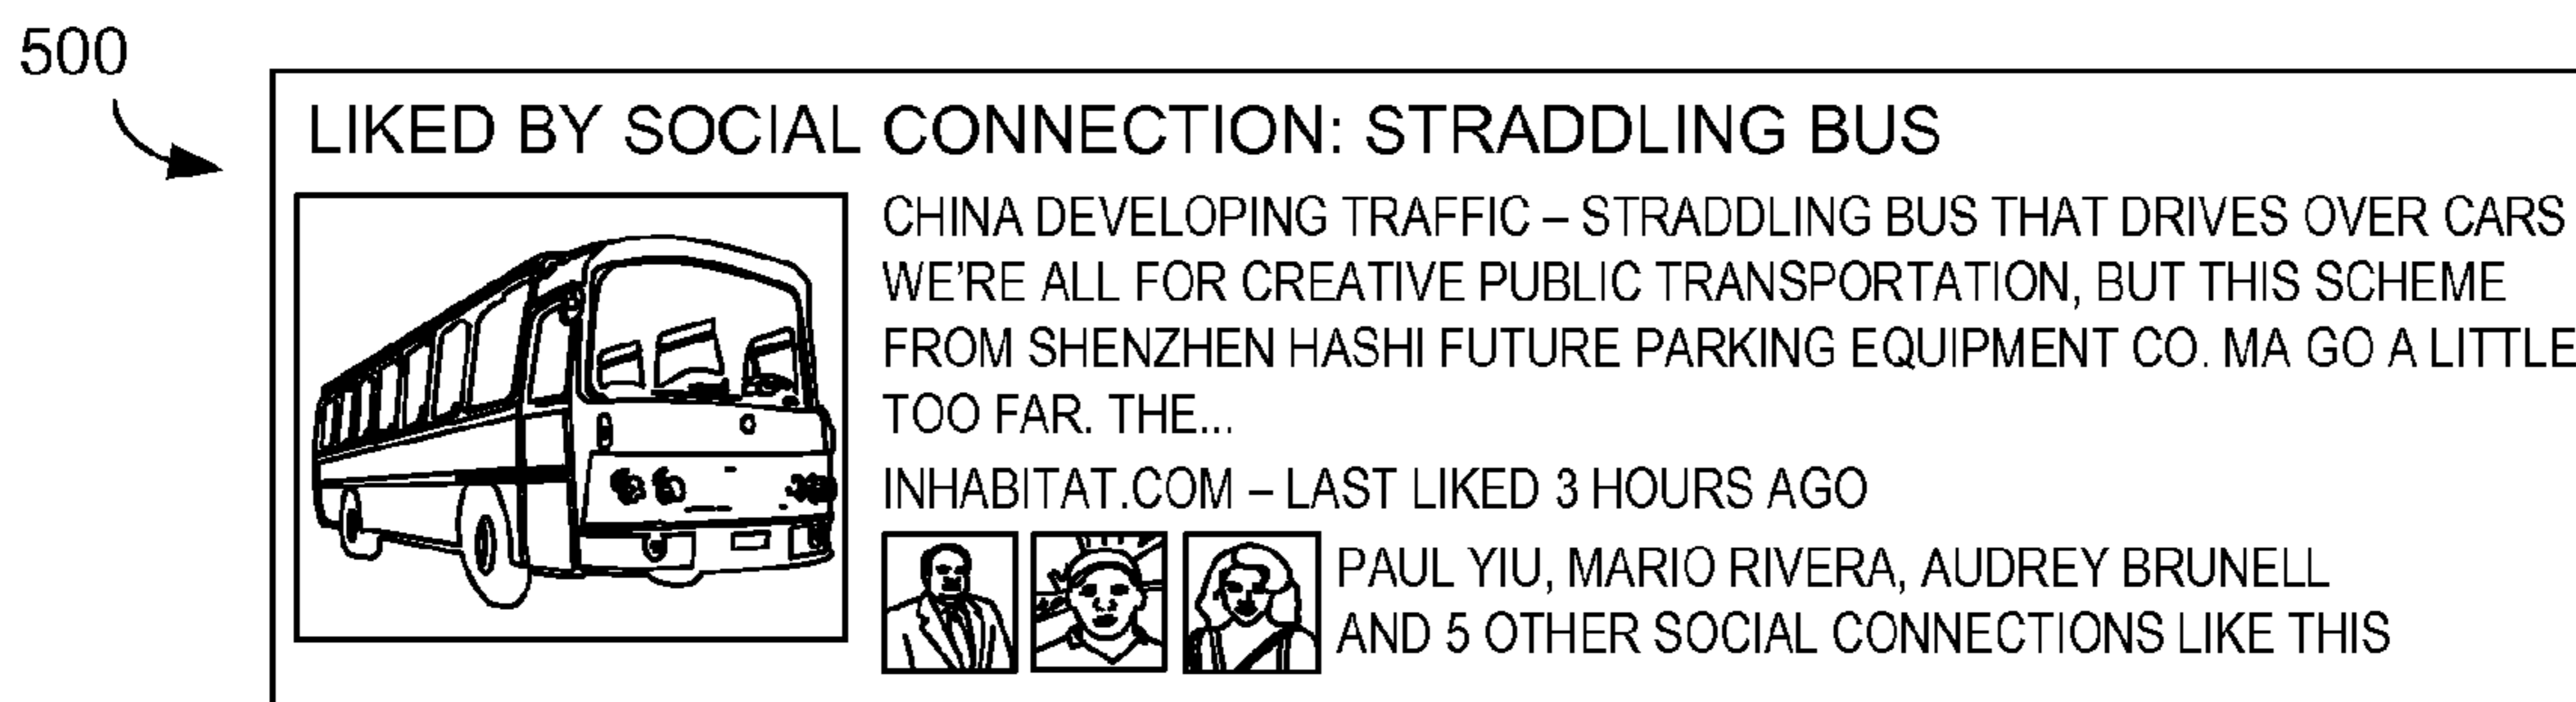 500
LIKED BY SOCIAL CONNECTION: STRADDLING BUS
CHINA DEVELOPING TRAFFIC – STRADDLING BUS THAT DRIVES OVER CARS
WE'RE ALL FOR CREATIVE PUBLIC TRANSPORTATION, BUT THIS SCHEME
FROM SHENZHEN HASHI FUTURE PARKING EQUIPMENT CO. MA GO A LITTLE
TOO FAR. THE...
INHABITAT.COM – LAST LIKED 3 HOURS AGO
PAUL YIU, MARIO RIVERA, AUDREY BRUNELL
AND 5 OTHER SOCIAL CONNECTIONS LIKE THIS